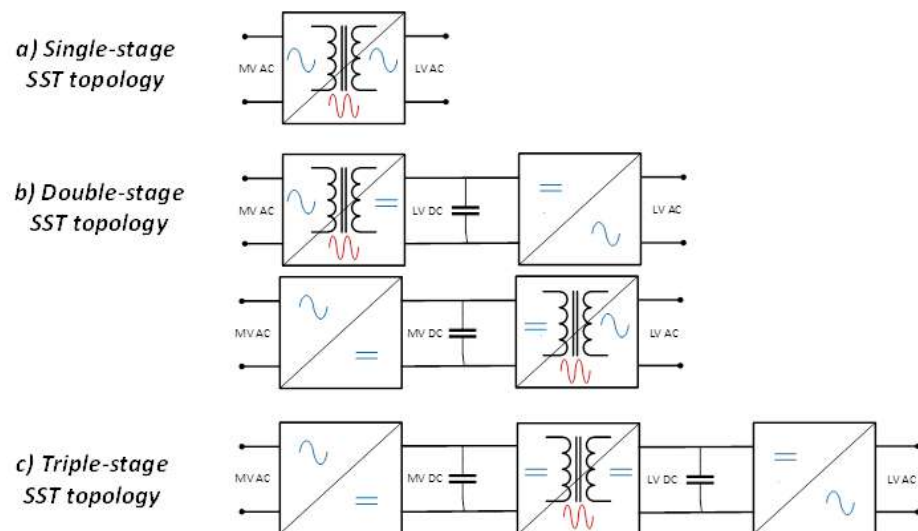 a) Single-stage
SST topology
MV AC
LV AC
b) Double-stage
SST topology
MV AC
LV DC
LV AC
MV AC
MV DC
LV AC
c) Triple-stage
SST topology
MV AC
MV DC
LV DC
LV AC